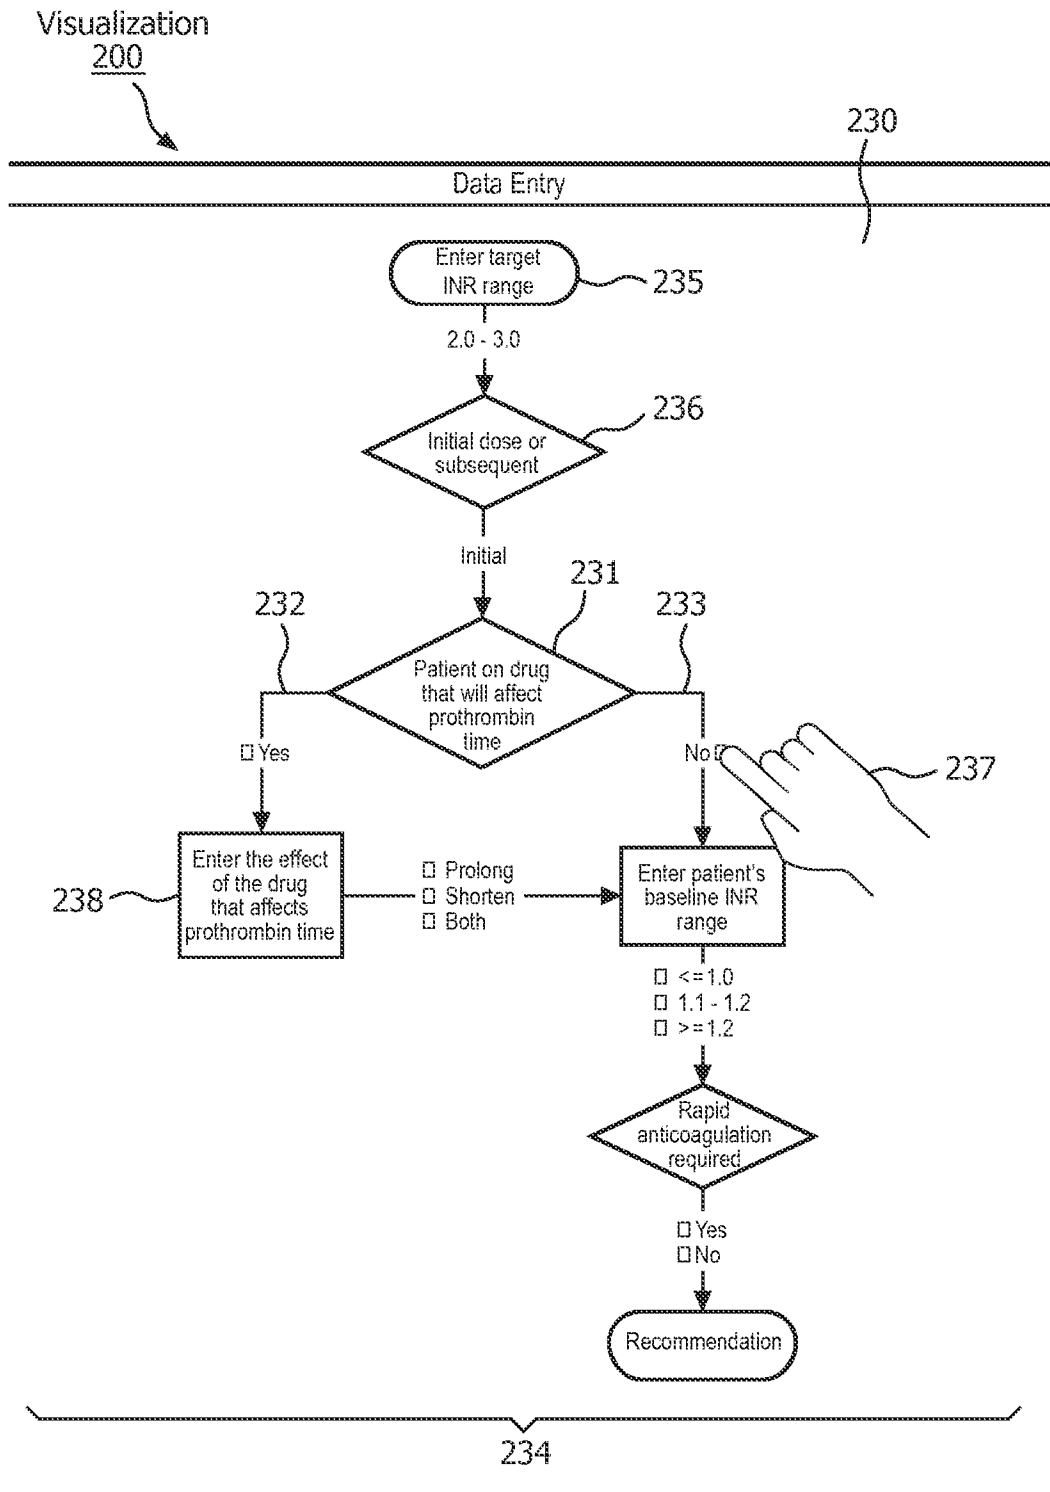 Visualization
200
230
Data Entry
Enter target
INR range
235
2.0 - 3.0
236
Initial dose or
subsequent
Initial
231
232
233
Patient on drug
that will affect
prothrombin
time
Yes
No
237
Enter the effect
of the drug
that affects
prothrombin time
238
Prolong
Shorten
Both
Enter patient's
baseline INR
range
<=1.0
1.1 - 1.2
>=1.2
Rapid
anticoagulation
required
Yes
No
Recommendation
234